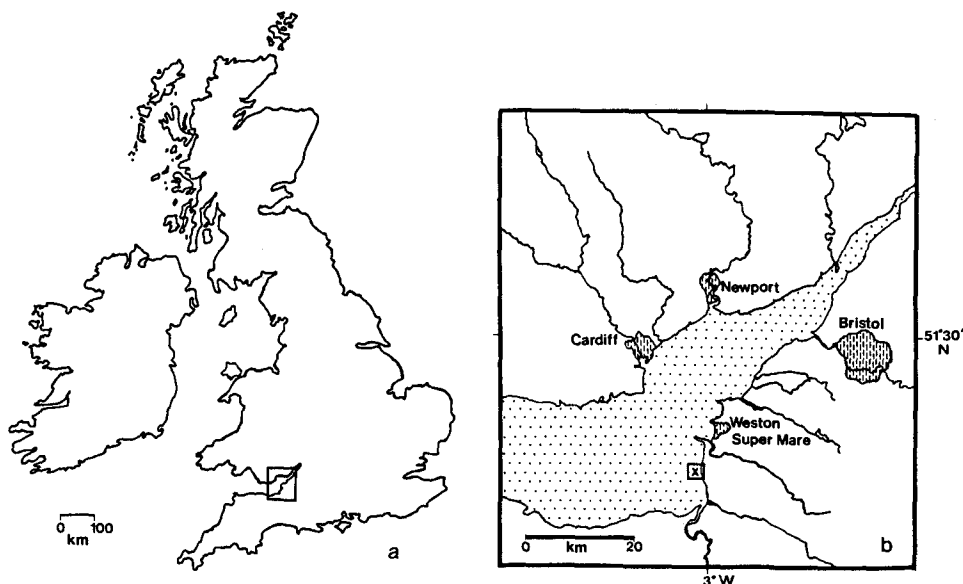 0 100
km
a
Newport
Cardiff
Bristol
51°30'
N
Weston
Super Mare
x
0 20
km
b
3° W